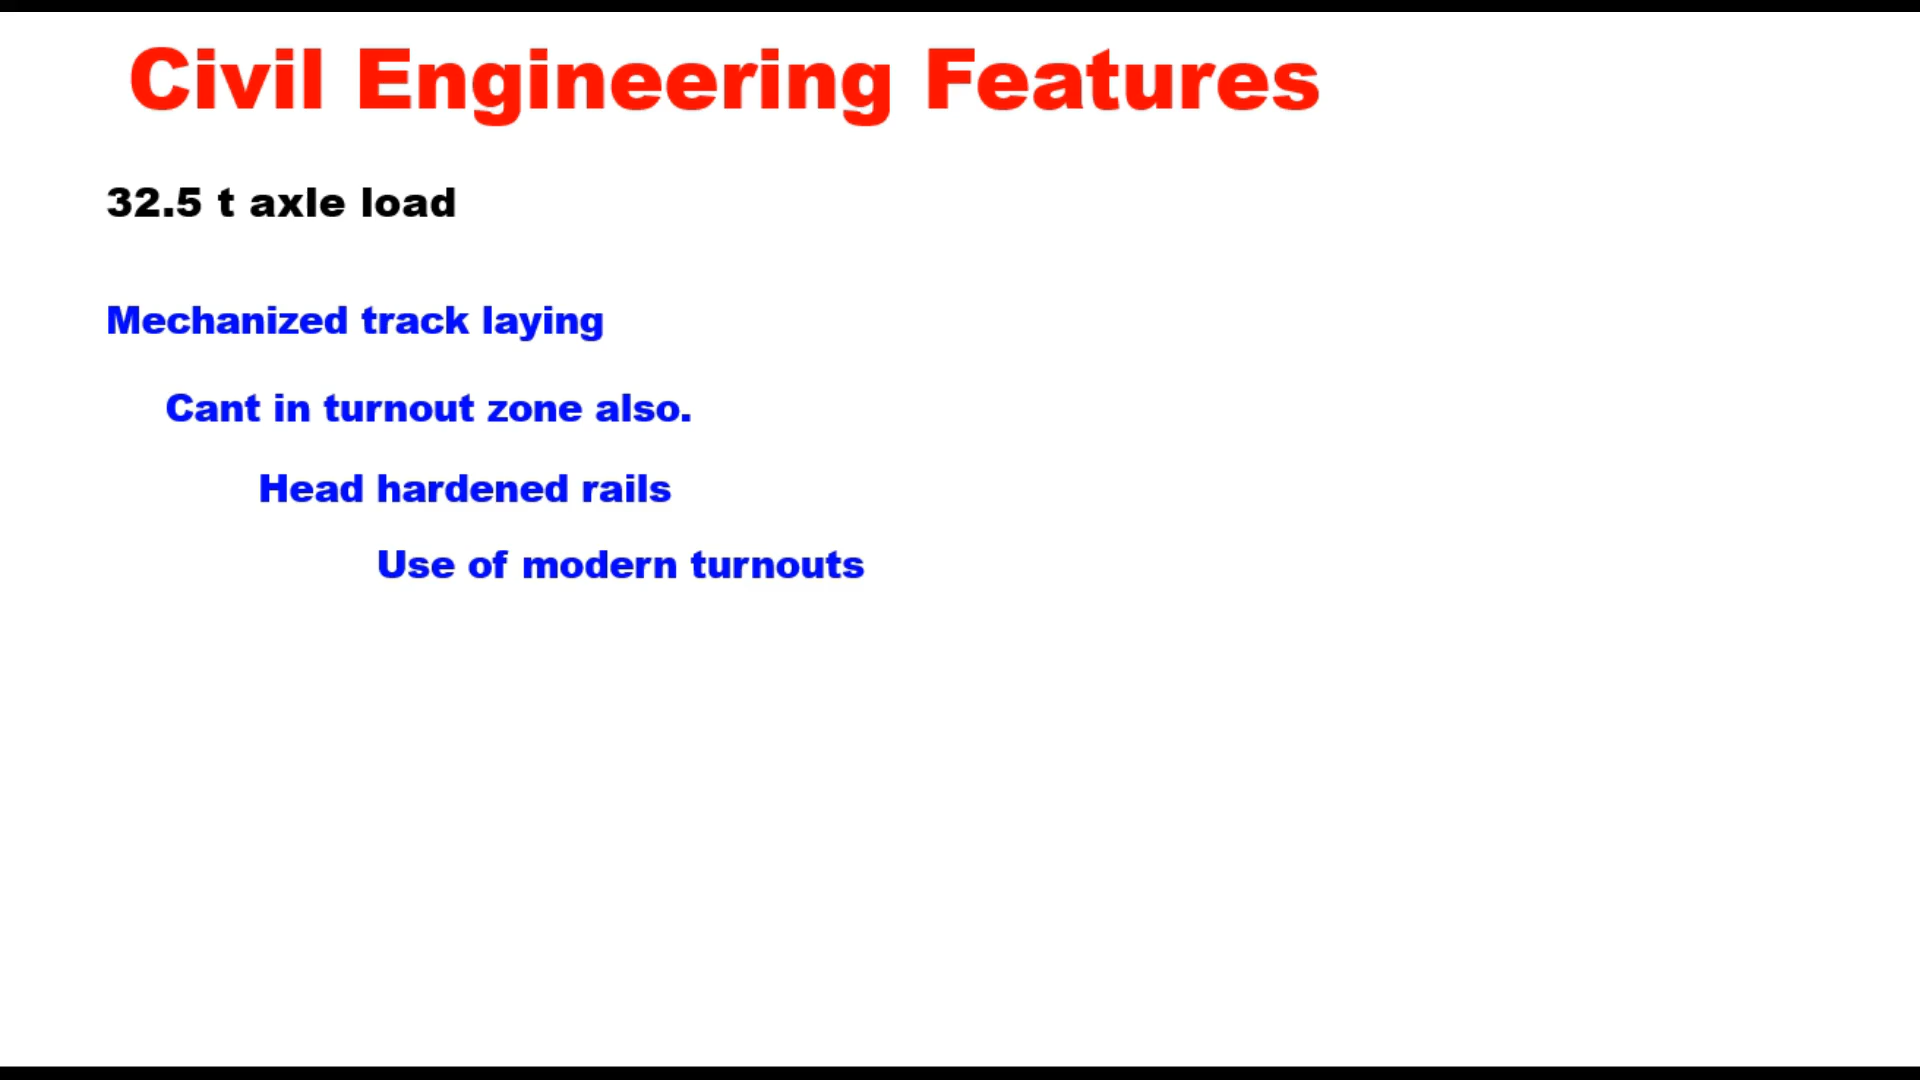 Civil Engineering Features
32.5 t axle load
Mechanized track laying
Cant in turnout zone also.
Head hardened rails
Use of modern turnouts